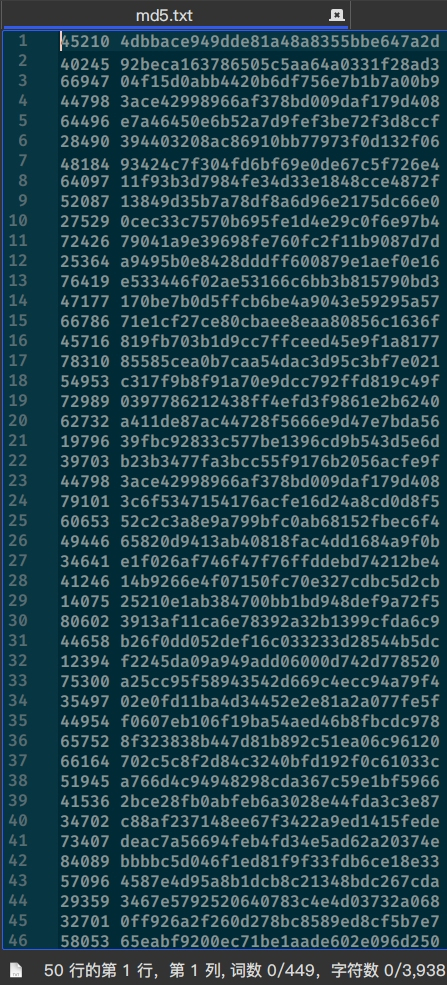 md5.txt
1 45210 4dbbace949dde81a48a8355bbe647a2d
2 40245 92beca163786505c5aa64a0331f28ad3
3 66947 04f15d0abb4420b6df756e7b1b7a00b9
4 44798 3ace42998966af378bd009daf179d408
5 64496 e7a46450e6b52a7d9fef3be72f3d8ccf
6 28490 394403208ac86910bb77973f0d132f06
7 48184 93424c7f304fd6bf69e0de67c5f726e4
8 64097 11f93b3d7984fe34d33e1848cce4872f
9 52087 13849d35b7a78df8a6d96e2175dc66e0
10 27529 0cec33c7570b695fe1d4e29c0f6e97b4
11 72426 79041a9e39698fe760fc2f11b9087d7d
12 25364 a9495b0e8428dddff600879e1aef0e16
13 76419 e533446f02ae53166c6bb3b815790bd3
14 47177 170be7b0d5ffcb6be4a9043e59295a57
15 66786 71e1cf27ce80cbaee8eaa80856c1636f
16 45716 819fb703b1d9cc7ffceed45e9f1a8177
17 78310 85585cea0b7caa54dac3d95c3bf7e021
18 54953 c317f9b8f91a70e9dcc792ffd819c49f
19 72989 0397786212438ff4efd3f9861e2b6240
20 62732 a411de87ac44728f5666e9d47e7bda56
21 19796 39fbc92833c577be1396cd9b543d5e6d
22 39703 b23b3477fa3bcc55f9176b2056acfe9f
23 44798 3ace42998966af378bd009daf179d408
24 79101 3c6f5347154176acfe16d24a8cd0d8f5
25 60653 52c2c3a8e9a799bfc0ab68152fbec6f4
26 49446 65820d9413ab40818fac4dd1684a9f0b
27 34641 e1f026af746f47f76ffdebd74212be4
28 41246 14b9266e4f07150fc70e327cdbc5d2cb
29 14075 25210e1ab384700bb1bd948def9a72f5
30 80602 3913af11ca6e78392a32b1399cfda6c9
31 44658 b26f0dd052def16c033233d28544b5dc
32 12394 f2245da09a949add06000d742d778520
33 75300 a25cc95f58943542d669c4ecc94a79f4
34 35497 02e0fd11ba4d34452e2e81a2a077fe5f
35 44954 f0607eb106f19ba54aed46b8fbcdc978
36 65752 8f323838b447d81b892c51ea06c96120
37 66164 702c5c8f2d84c3240bfd192f0c61033c
38 51945 a766d4c94948298cda367c59e1bf5966
39 41536 2bce28fb0abfeb6a3028e44fda3c3e87
40 34702 c88af237148ee67f3422a9ed1415fede
41 73407 deac7a56694feb4fd34e5ad62a20374e
42 84089 bbbbc5d046f1ed81f9f33fdb6ce18e33
43 57096 4587e4d95a8b1dcb8c21348bdc267cda
44 29359 3467e5792520640783c4e4d03732a068
45 32701 0ff926a2f260d278bc8589ed8cf5b7e7
46 58053 65eabf9200ec71be1aade602e096d250
50 行的第 1 行，第 1 列, 词数 0/449，字符数 0/3,938